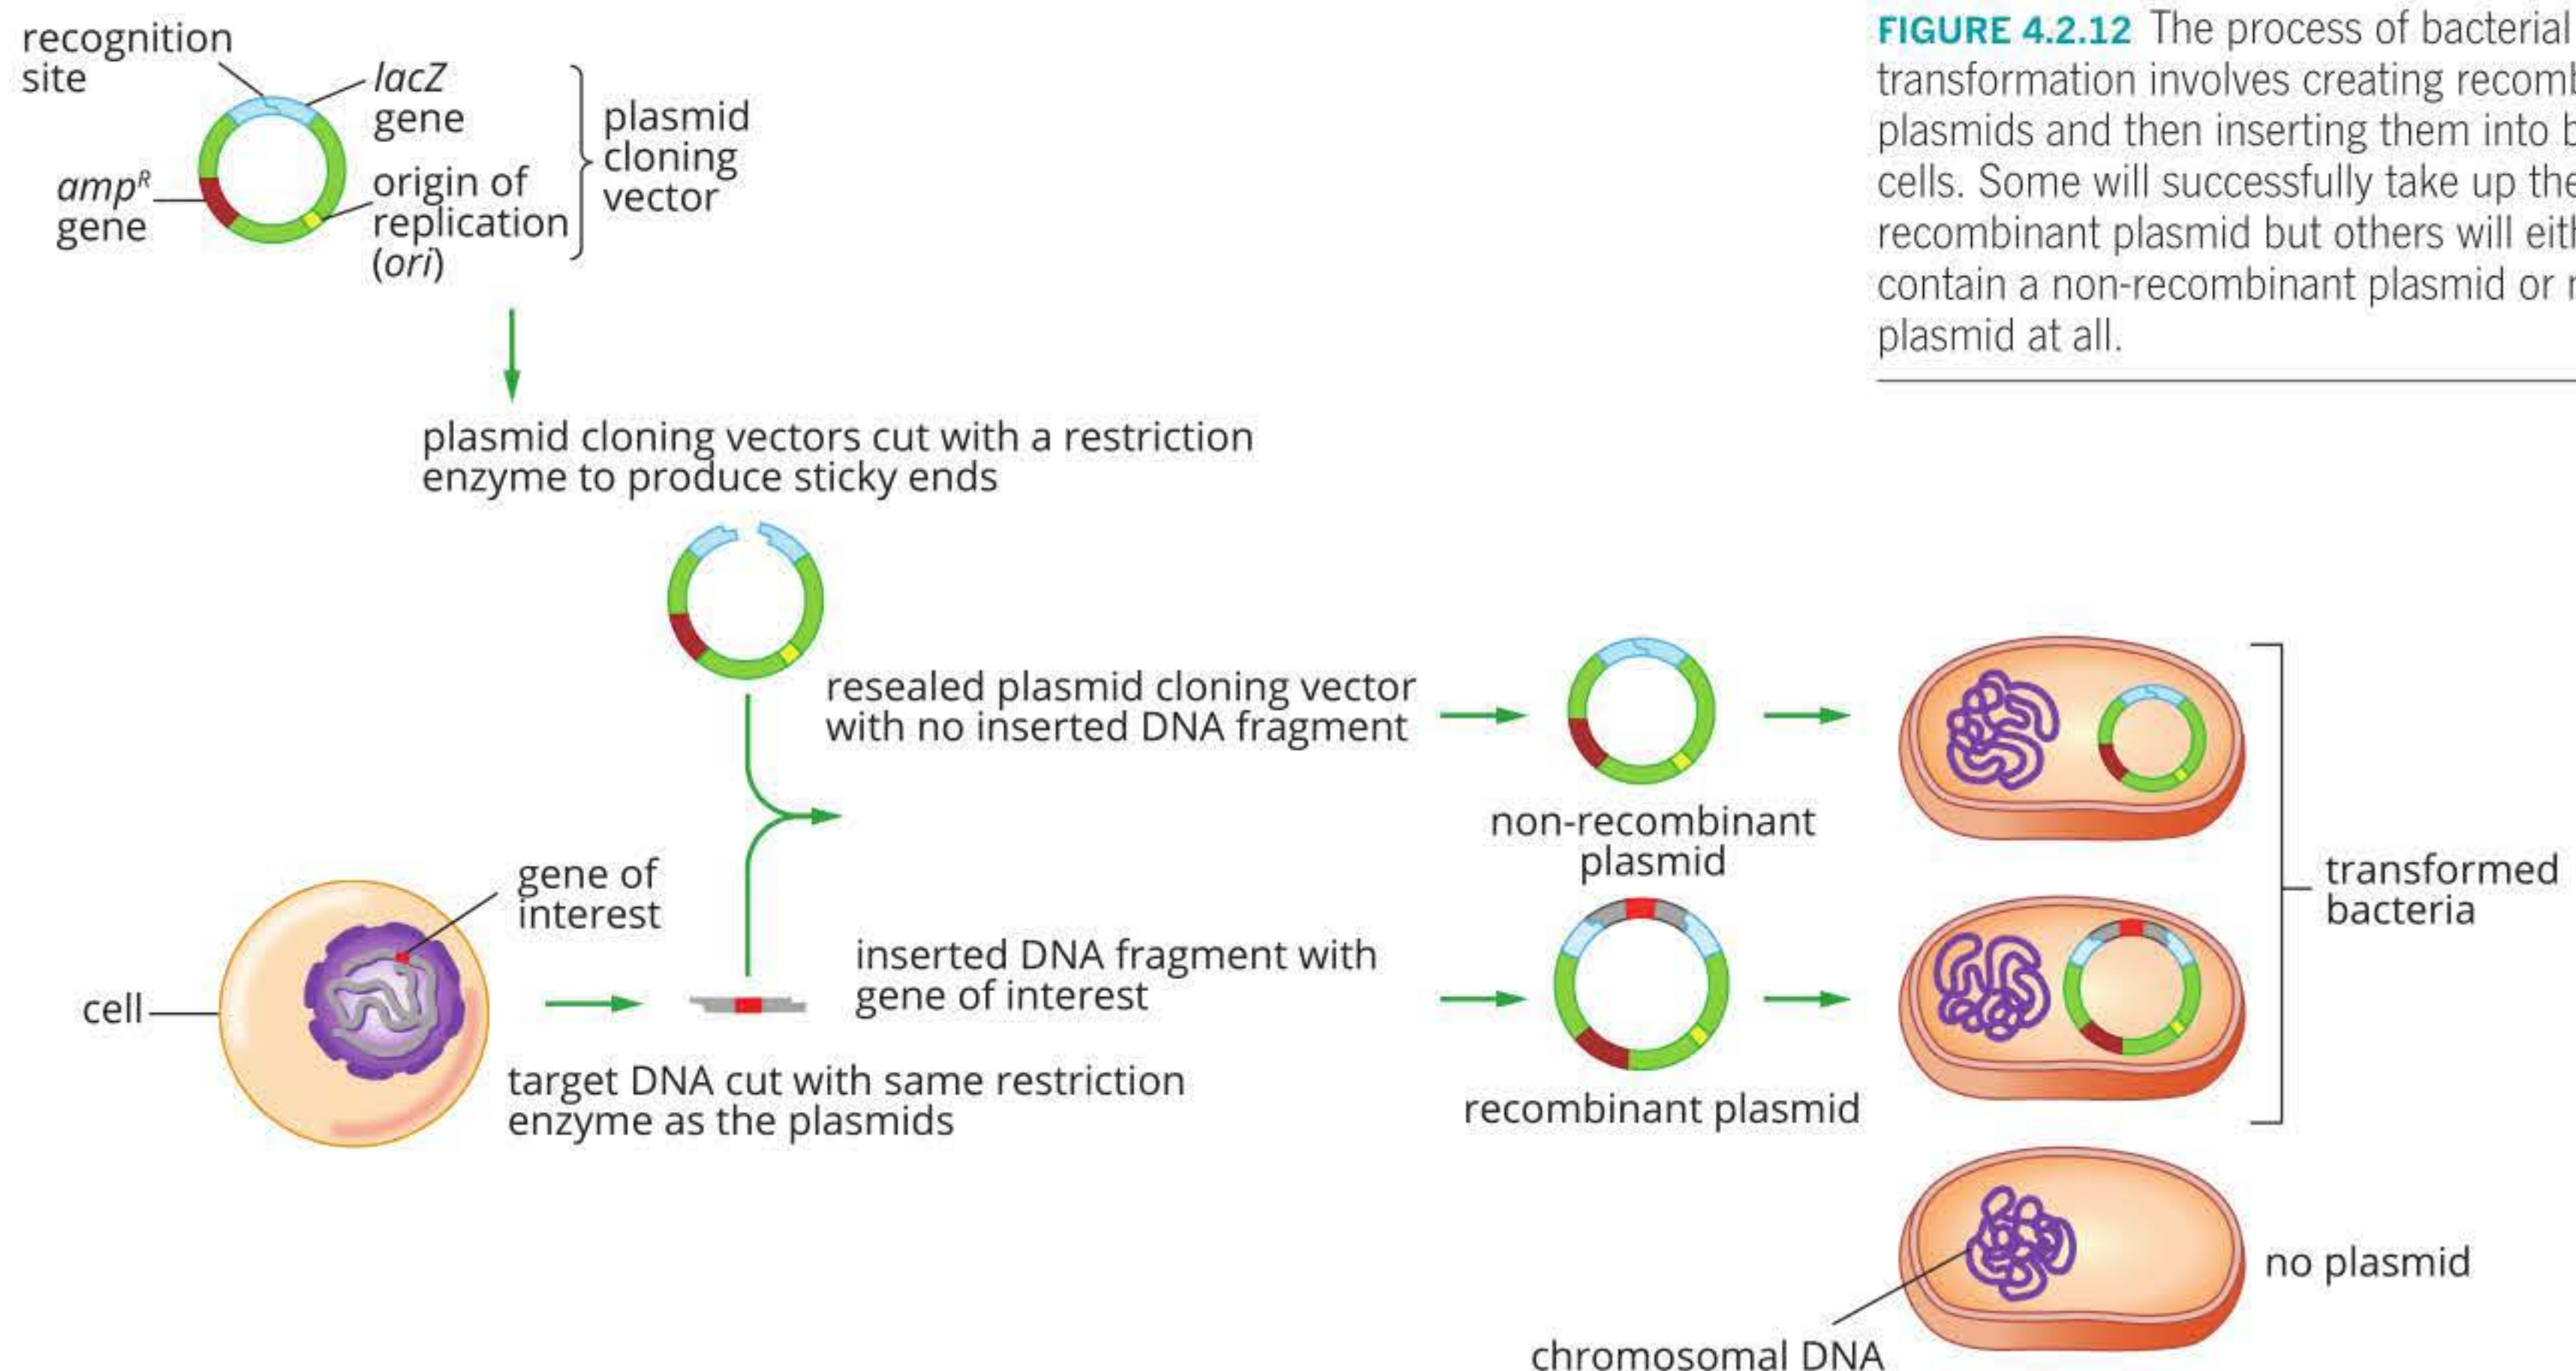 recognition
site
lacZ
gene
ampR
gene
origin of
replication
(ori)
plasmid
cloning
vector
FIGURE 4.2.12 The process of bacterial
transformation involves creating
plasmids and then inserting them into
cells. Some will successfully take up
recombinant plasmid but others will
contain a non-recombinant plasmid or
plasmid at all.
plasmid cloning vectors cut with a restriction
enzyme to produce sticky ends
resealed plasmid cloning vector
with no inserted DNA fragment
non-recombinant
plasmid
gene of
interest
cell
inserted DNA fragment with
gene of interest
target DNA cut with same restriction
enzyme as the plasmids
recombinant plasmid
transformed
bacteria
no plasmid
chromosomal DNA